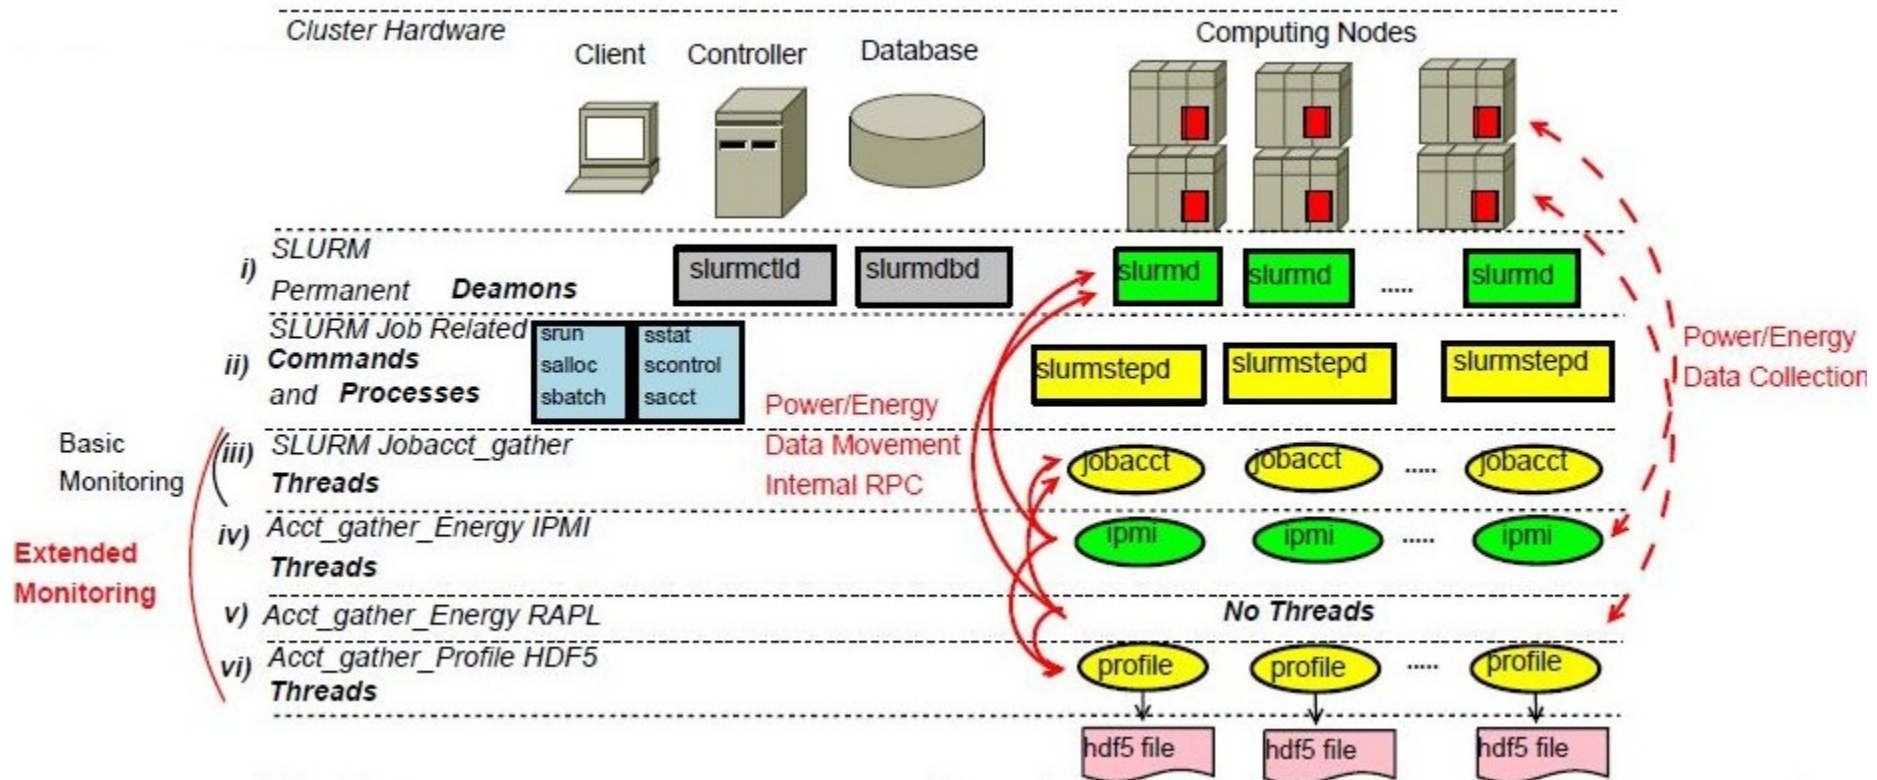 Cluster Hardware
Client
Controller
Database
Computing Nodes
i)
SLURM
Permanent Deamons
slurmctld
slurmdbd
slurmd
slurmd
.....
slurmd
ii)
SLURM Job Related
Commands
and Processes
srun
salloc
sbatch
sstat
scontrol
sacct
slurmstepd
slurmstepd
slurmstepd
Power/Energy
Data Collection
Power/Energy
Data Movement
Internal RPC
Basic
Monitoring
Extended
Monitoring
iii)
SLURM Jobacct_gather
Threads
jobacct
jobacct
.....
jobacct
iv)
Acct_gather_Energy IPMI
Threads
ipmi
ipmi
.....
ipmi
v)
Acct_gather_Energy RAPL
No Threads
vi)
Acct_gather_Profile HDF5
Threads
profile
profile
.....
profile
hdf5 file
hdf5 file
hdf5 file